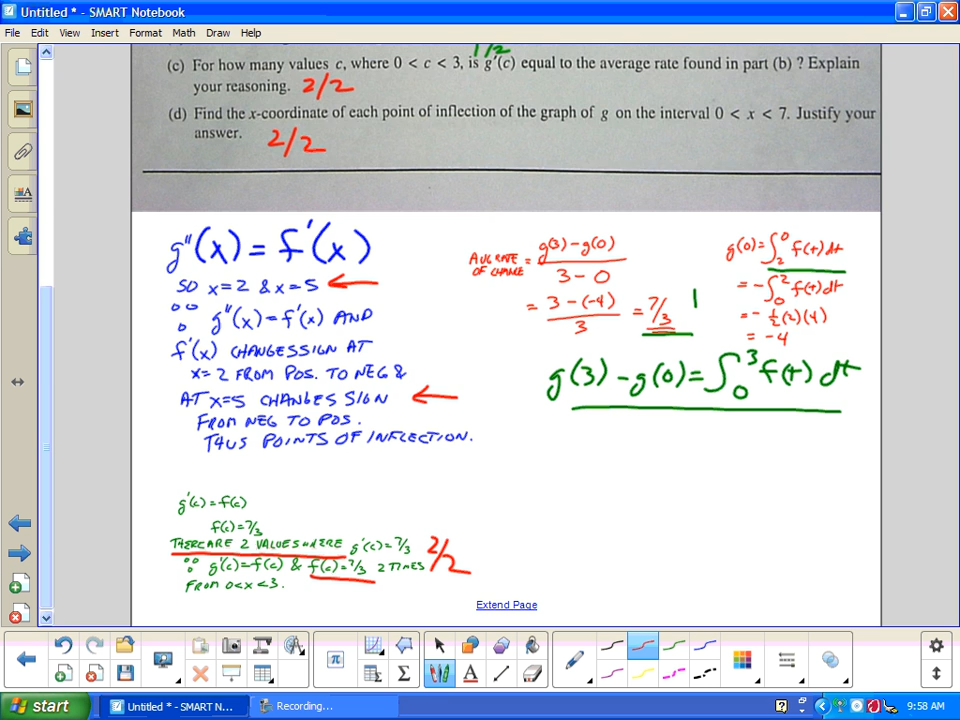 Untitled * - SMART Notebook
File Edit View Insert Format Math Draw Help
1/2
(c) For how many values c, where 0 < c < 3, is g′(c) equal to the average rate found in part (b) ? Explain
your reasoning. 2/2
(d) Find the x-coordinate of each point of inflection of the graph of g on the interval 0 < x < 7. Justify your
answer. 2/2
g″(x) = f′(x)
SO x=2 & x=5
∵ g″(x) = f′(x) AND
f′(x) CHANGES SIGN AT
x=2 FROM POS. TO NEG &
AT x=5 CHANGES SIGN
FROM NEG TO POS.
THUS POINTS OF INFLECTION.
AVG RATE OF CHANGE = g(3)-g(0) / 3-0
= 3-(-4) / 3 = 7/3 1
g(0) = ∫₂⁰ f(t)dt
= -∫₀² f(t)dt
= -½(2)(4)
= -4
g(3)-g(0) = ∫₀³ f(t) dt
g′(c) = f(c)
f(c) = 7/3
THERE ARE 2 VALUES WHERE g′(c) = 7/3 2/2
∵ g′(c) = f(c) & f(c) = 7/3 2 TIMES
FROM 0<x<3.
Extend Page
start
Untitled * - SMART N...
Recording...
9:58 AM